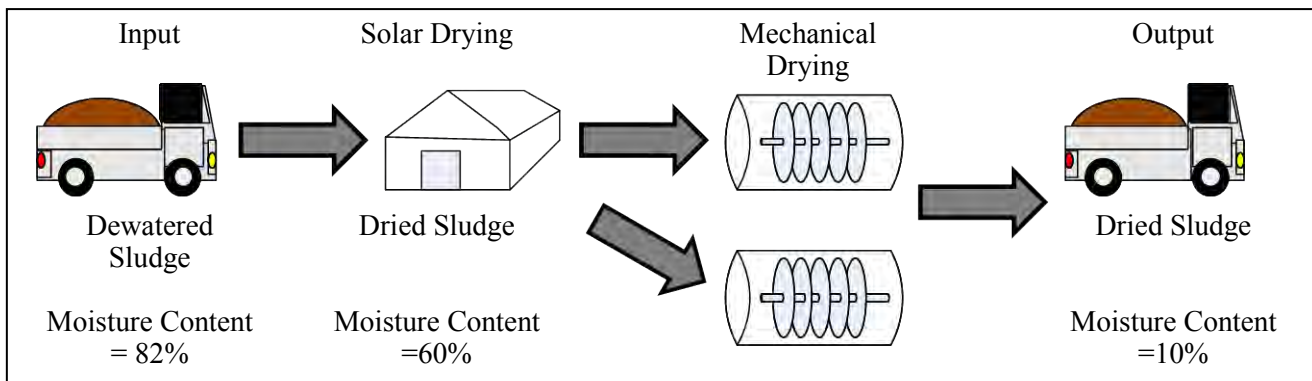 Input
Solar Drying
Mechanical
Drying
Output
Dewatered
Sludge
Dried Sludge
Dried Sludge
Moisture Content
= 82%
Moisture Content
=60%
Moisture Content
=10%